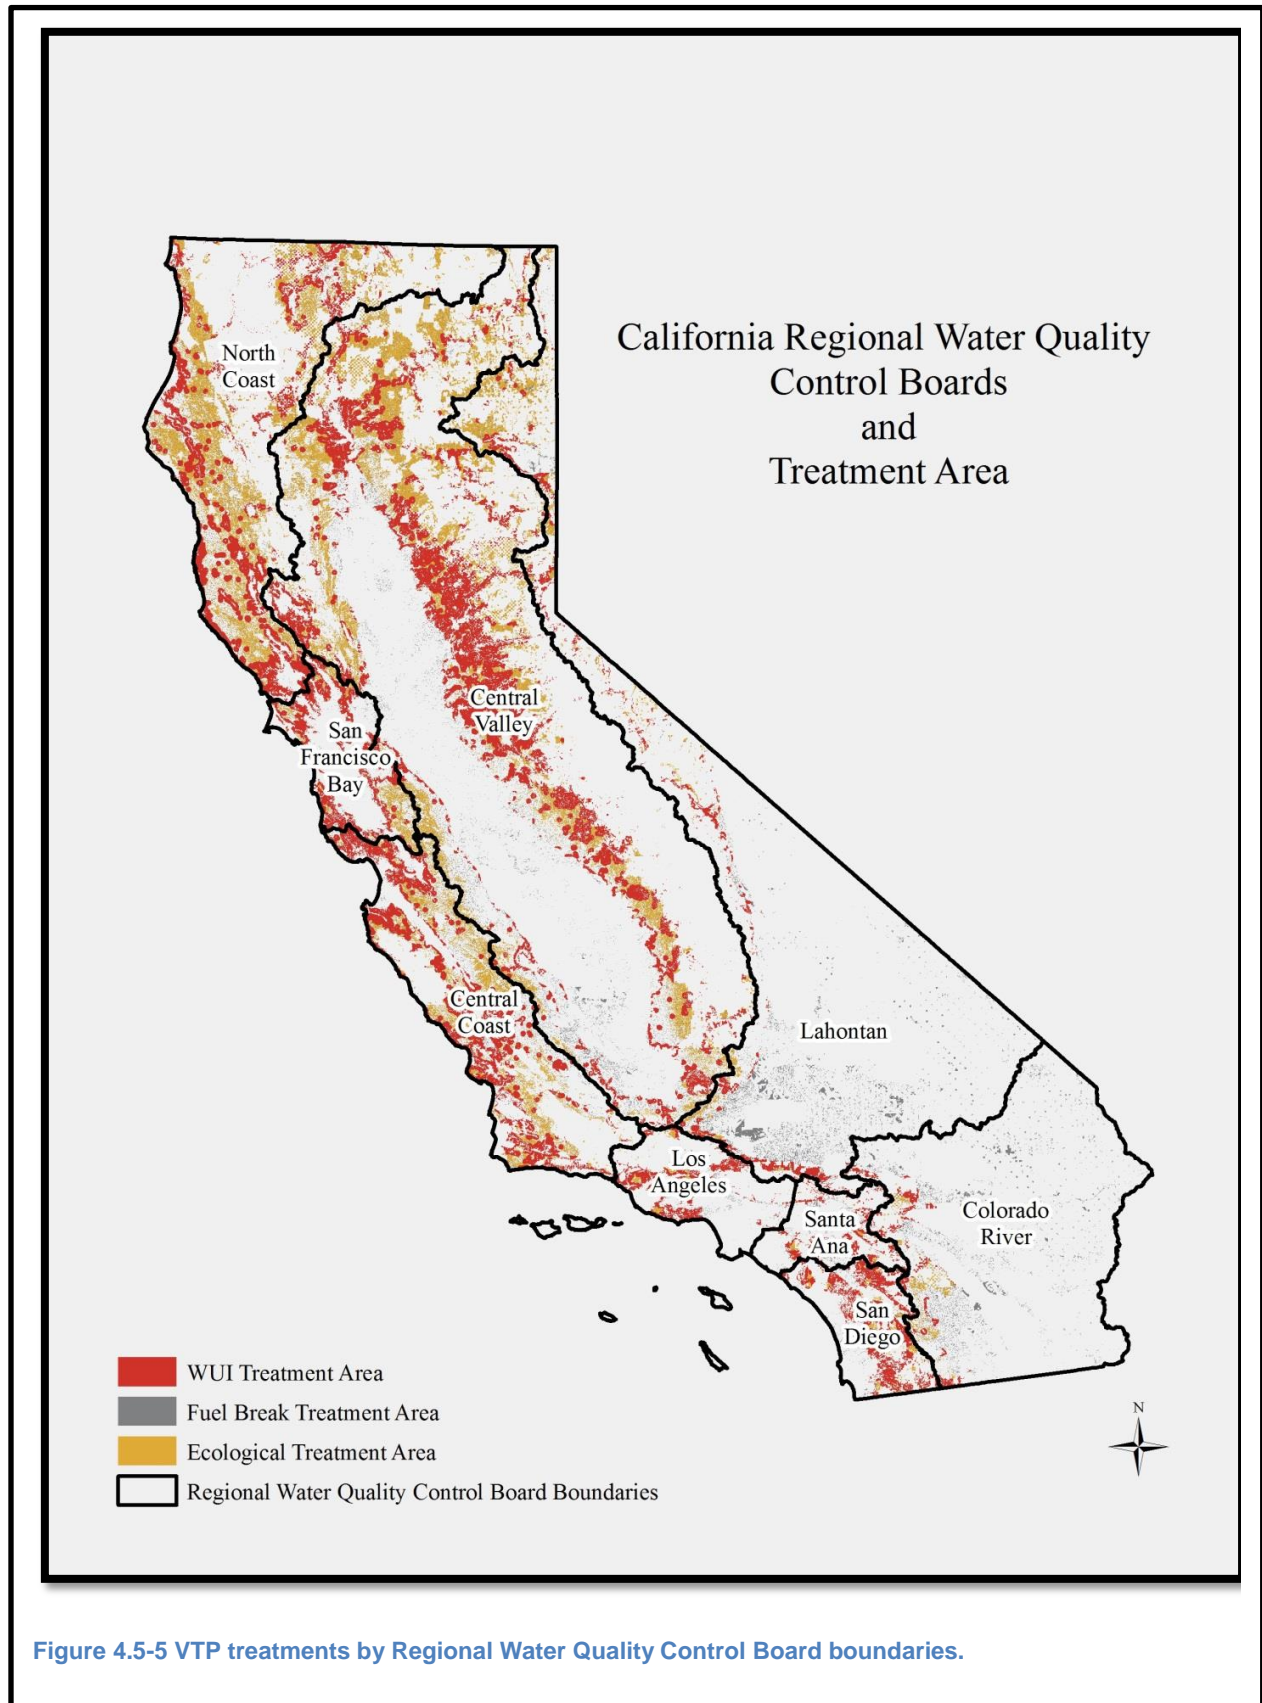 California Regional Water Quality
Control Boards
and
Treatment Area
North
Coast
Central
Valley
San
Francisco
Bay
Central
Coast
Lahontan
Los
Angeles
Santa
Ana
Colorado
River
San
Diego
WUI Treatment Area
Fuel Break Treatment Area
Ecological Treatment Area
Regional Water Quality Control Board Boundaries
N
Figure 4.5-5 VTP treatments by Regional Water Quality Control Board boundaries.